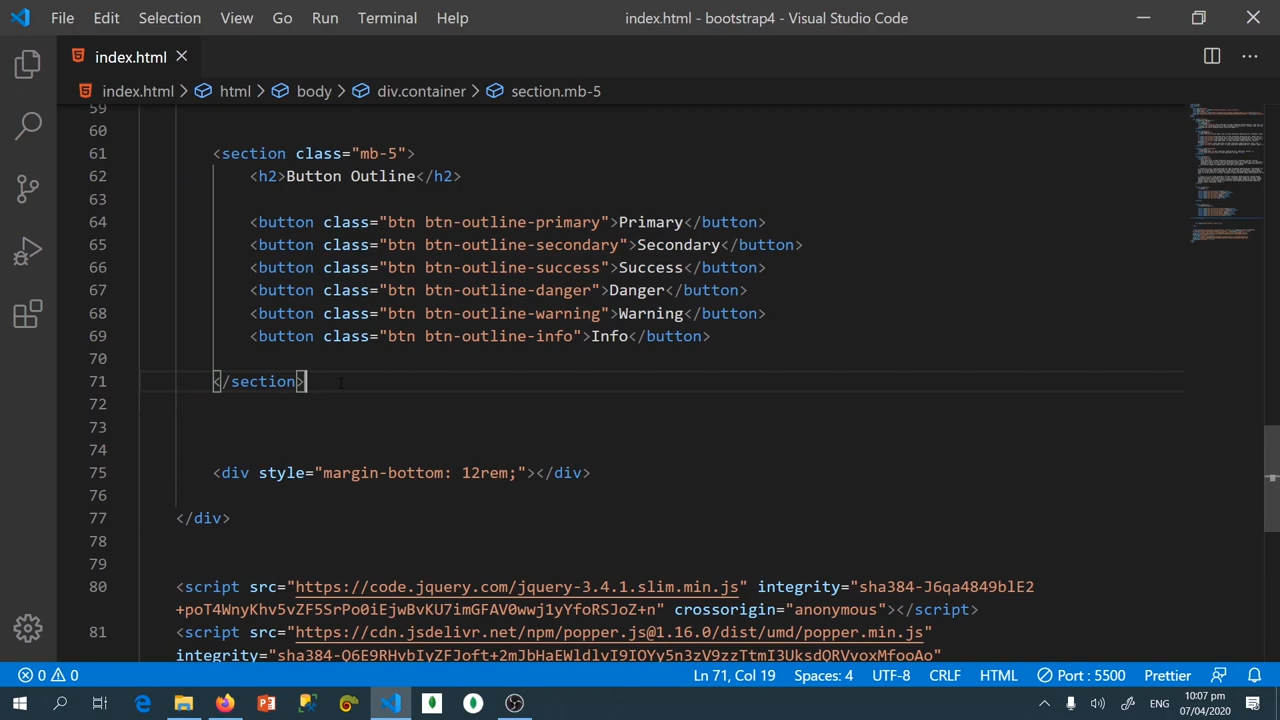 File Edit Selection View Go Run Terminal Help index.html - bootstrap4 - Visual Studio Code
index.html
index.html > html > body > div.container > section.mb-5
59
60
61 <section class="mb-5">
62 <h2>Button Outline</h2>
63
64 <button class="btn btn-outline-primary">Primary</button>
65 <button class="btn btn-outline-secondary">Secondary</button>
66 <button class="btn btn-outline-success">Success</button>
67 <button class="btn btn-outline-danger">Danger</button>
68 <button class="btn btn-outline-warning">Warning</button>
69 <button class="btn btn-outline-info">Info</button>
70
71 </section>
72
73
74
75 <div style="margin-bottom: 12rem;"></div>
76
77 </div>
78
79
80 <script src="https://code.jquery.com/jquery-3.4.1.slim.min.js" integrity="sha384-J6qa4849blE2
+poT4WnyKhv5vZF5SrPo0iEjwBvKU7imGFAV0wwj1yYfoRSJoZ+n" crossorigin="anonymous"></script>
81 <script src="https://cdn.jsdelivr.net/npm/popper.js@1.16.0/dist/umd/popper.min.js"
integrity="sha384-Q6E9RHvbIyZFJoft+2mJbHaEWldlvI9IOYy5n3zV9zzTtmI3UksdQRVvoxMfooAo"
0 0 Ln 71, Col 19 Spaces: 4 UTF-8 CRLF HTML Port : 5500 Prettier
ENG 10:07 pm
07/04/2020